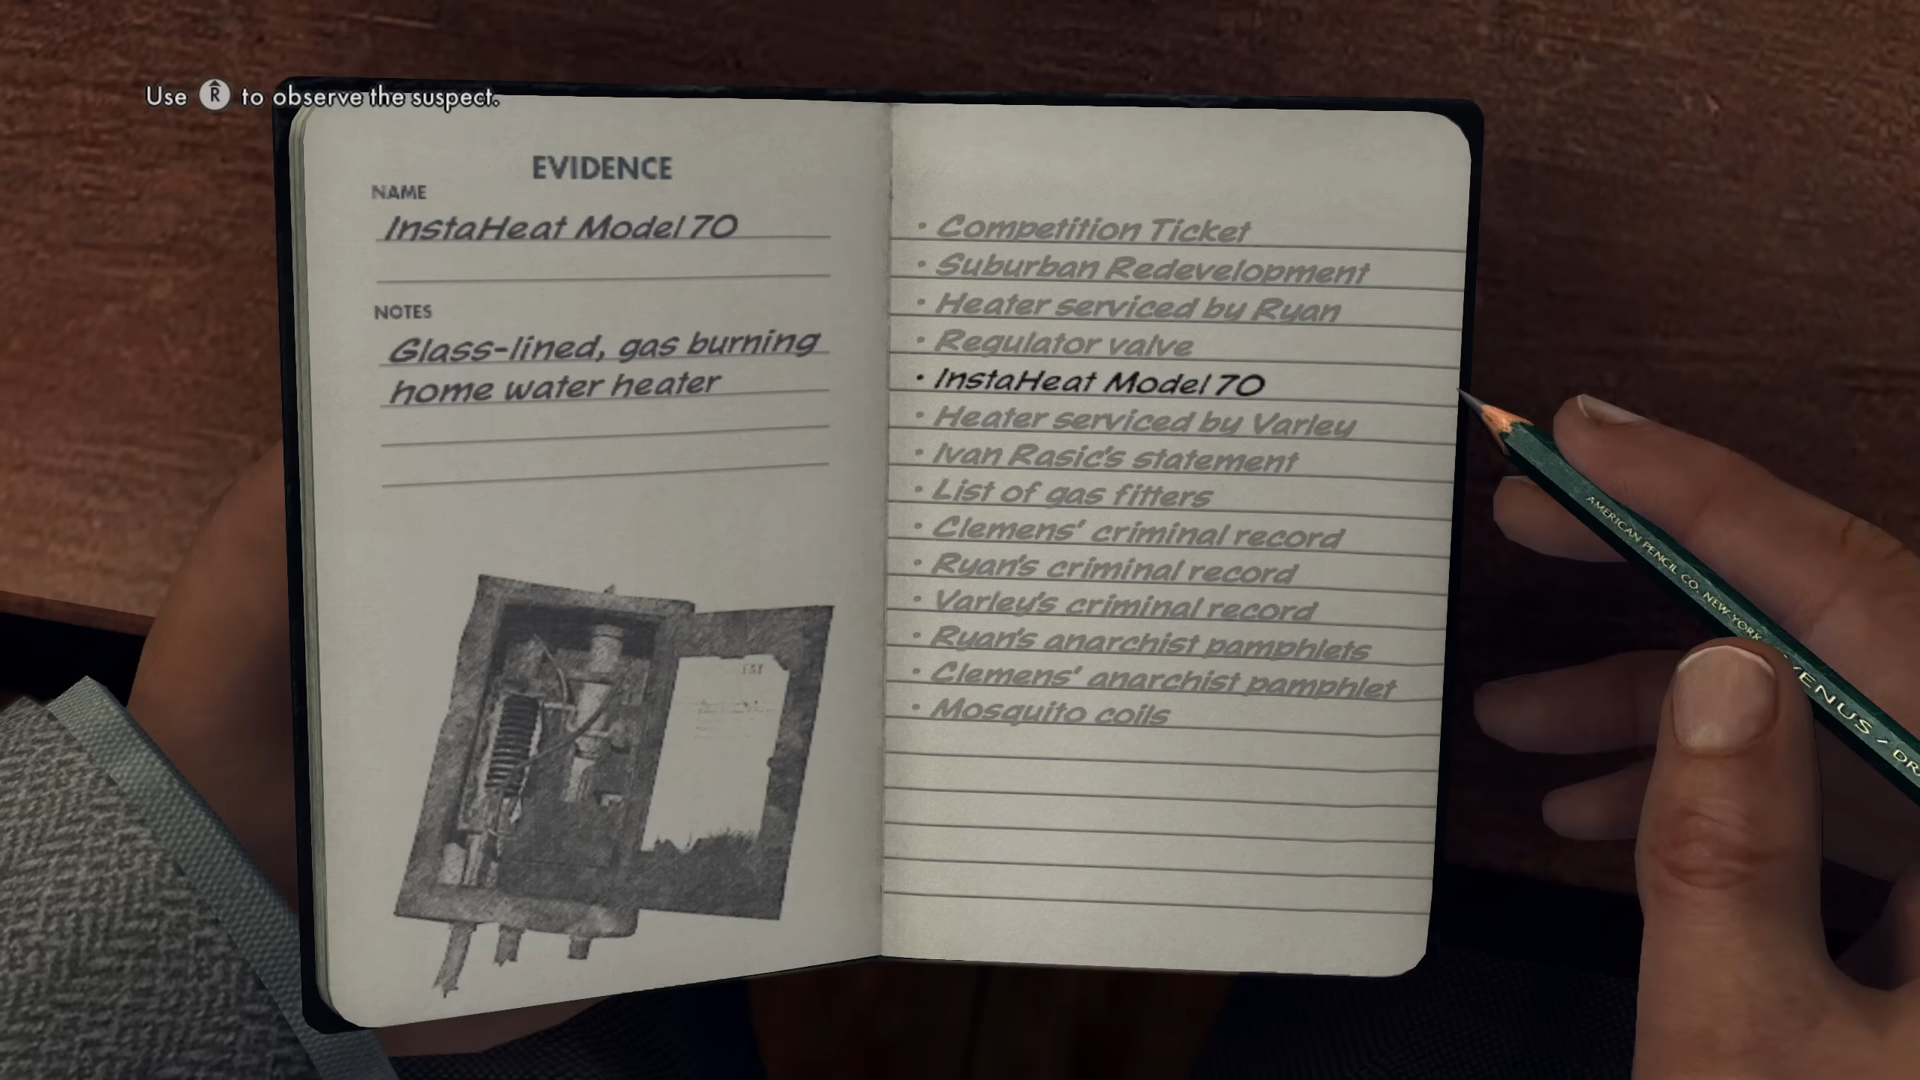 Use R to observe the suspect.
EVIDENCE
NAME
InstaHeat Model 70
NOTES
Glass-lined, gas burning
home water heater
• Competition Ticket
• Suburban Redevelopment
• Heater serviced by Ryan
• Regulator valve
• InstaHeat Model 70
• Heater serviced by Varley
• Ivan Rasic's statement
• List of gas fitters
• Clemens' criminal record
• Ryan's criminal record
• Varley's criminal record
• Ryan's anarchist pamphlets
• Clemens' anarchist pamphlet
• Mosquito coils
AMERICAN PENCIL CO. NEW YORK
VENUS / DR